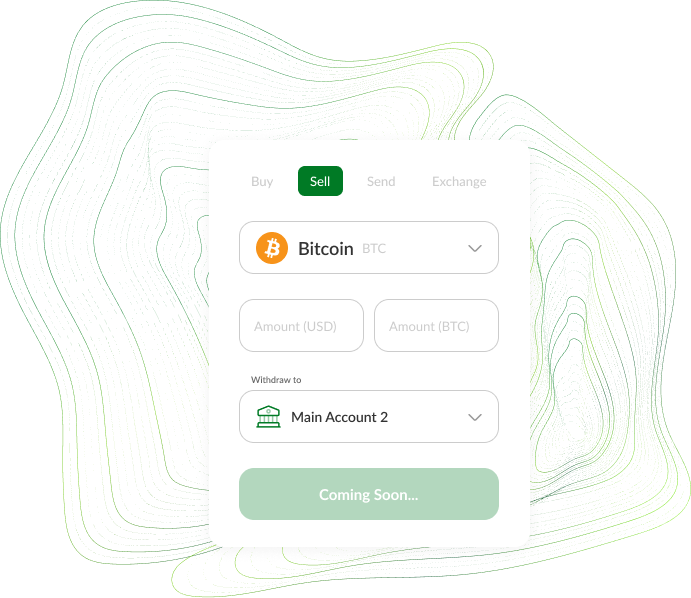 Buy Sell Send Exchange
Bitcoin BTC
Amount (USD) Amount (BTC)
Withdraw to
Main Account 2
Coming Soon...